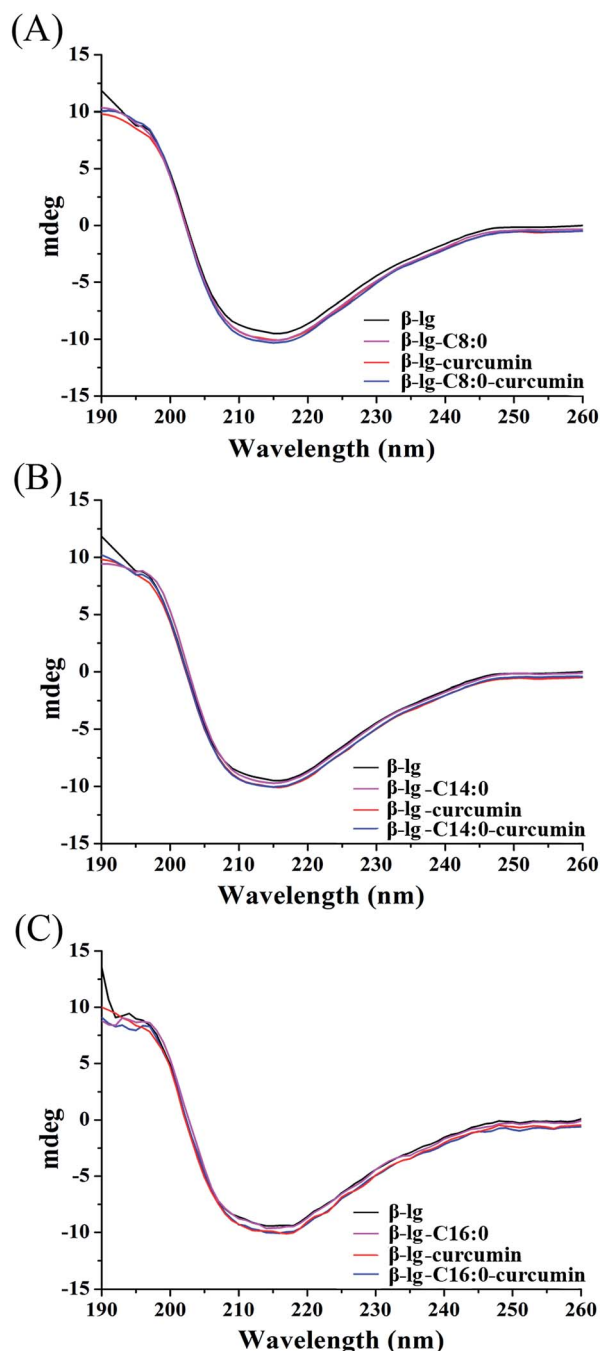 (A)
15
10
5
0
-5
-10
-15
mdeg
β-lg
β-lg-C8:0
β-lg-curcumin
β-lg-C8:0-curcumin
190 200 210 220 230 240 250 260
Wavelength (nm)
(B)
15
10
5
0
-5
-10
-15
mdeg
β-lg
β-lg-C14:0
β-lg-curcumin
β-lg-C14:0-curcumin
190 200 210 220 230 240 250 260
Wavelength (nm)
(C)
15
10
5
0
-5
-10
-15
mdeg
β-lg
β-lg-C16:0
β-lg-curcumin
β-lg-C16:0-curcumin
190 200 210 220 230 240 250 260
Wavelength (nm)